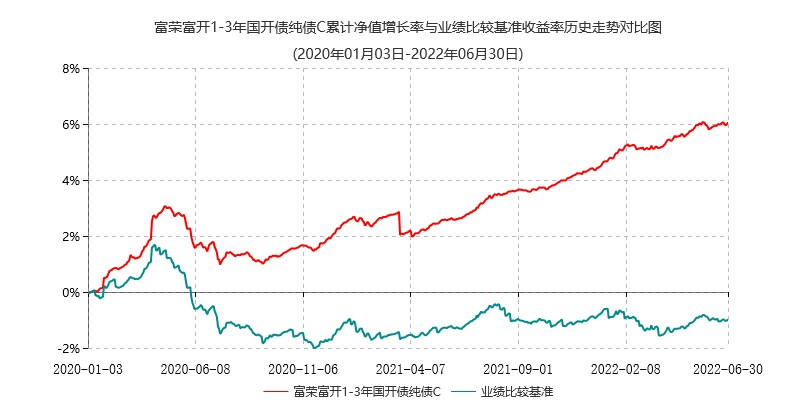 富荣富开1-3年国开债纯债C累计净值增长率与业绩比较基准收益率历史走势对比图
(2020年01月03日-2022年06月30日)
8%
6%
4%
2%
0%
-2%
2020-01-03 2020-06-08 2020-11-06 2021-04-07 2021-09-01 2022-02-08 2022-06-30
富荣富开1-3年国开债纯债C 业绩比较基准